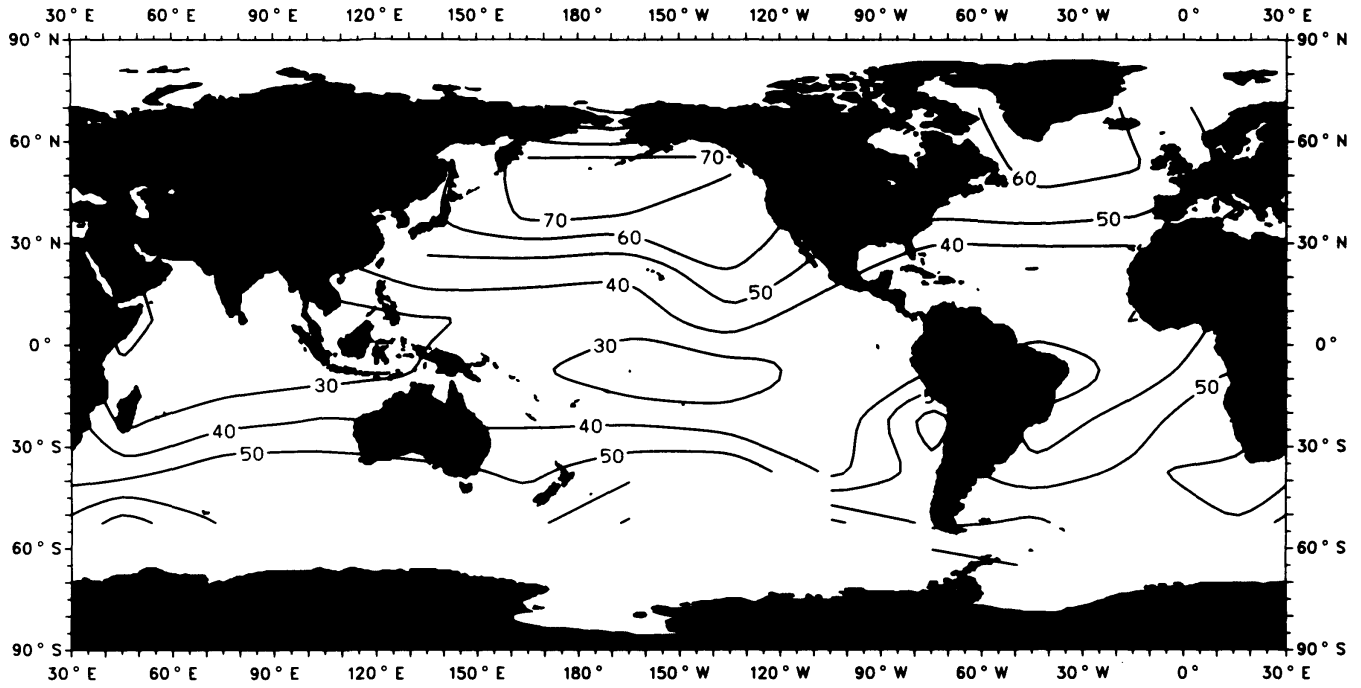 30° E 60° E 90° E 120° E 150° E 180° 150° W 120° W 90° W 60° W 30° W 0° 30° E
90° N 90° N
60° N 70 60° N
60
70 50
60
30° N 40 30° N
40 50
0° 30 0°
30 50
40 40
30° S 50 50 30° S
60° S 60° S
90° S 90° S
30° E 60° E 90° E 120° E 150° E 180° 150° W 120° W 90° W 60° W 30° W 0° 30° E